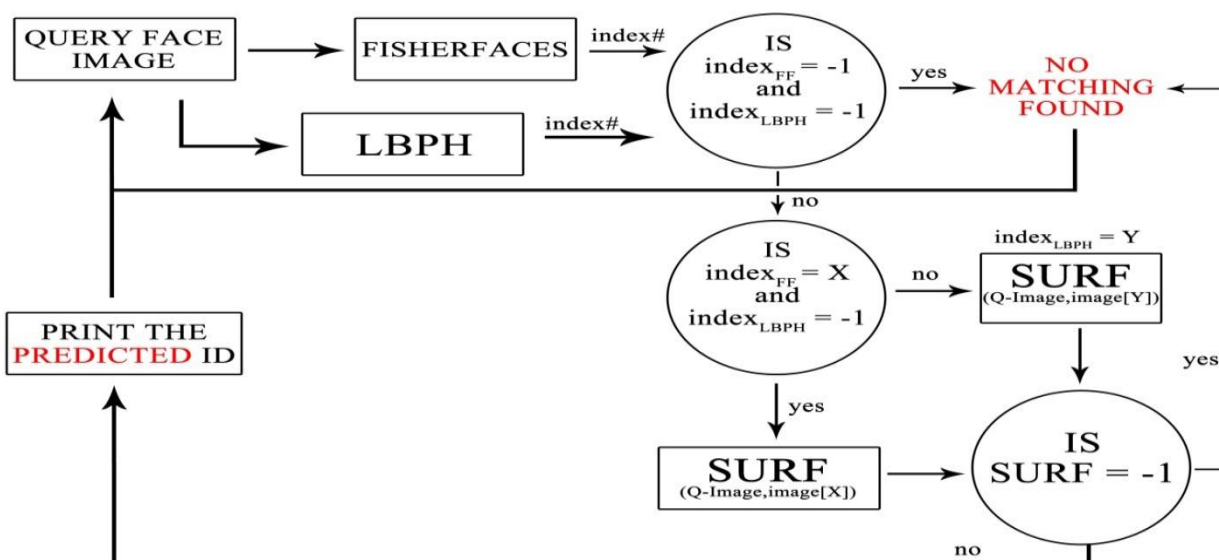 QUERY FACE
IMAGE
FISHERFACES
index#
IS
index_FF = -1
and
index_LBPH = -1
yes
NO
MATCHING
FOUND
LBPH
index#
no
IS
index_FF = X
and
index_LBPH = -1
no
index_LBPH = Y
SURF
(Q-Image,image[Y])
PRINT THE
PREDICTED ID
yes
yes
IS
SURF = -1
SURF
(Q-Image,image[X])
no